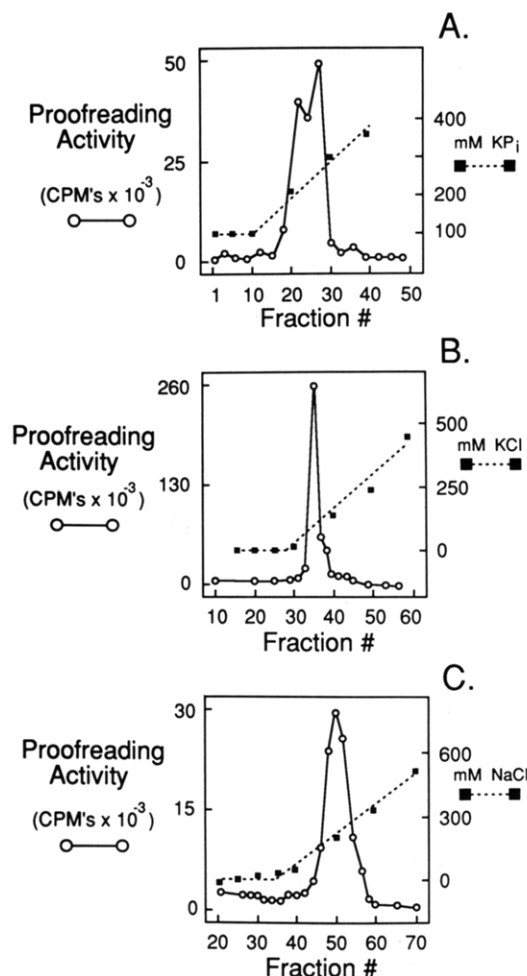 A.
50
25
0
Proofreading
Activity
(CPM's x 10⁻³)
400
300
200
100
mM KPi
1 10 20 30 40 50
Fraction #
B.
260
130
0
Proofreading
Activity
(CPM's x 10⁻³)
500
250
0
mM KCl
10 20 30 40 50 60
Fraction #
C.
30
15
0
Proofreading
Activity
(CPM's x 10⁻³)
600
300
0
mM NaCl
20 30 40 50 60 70
Fraction #